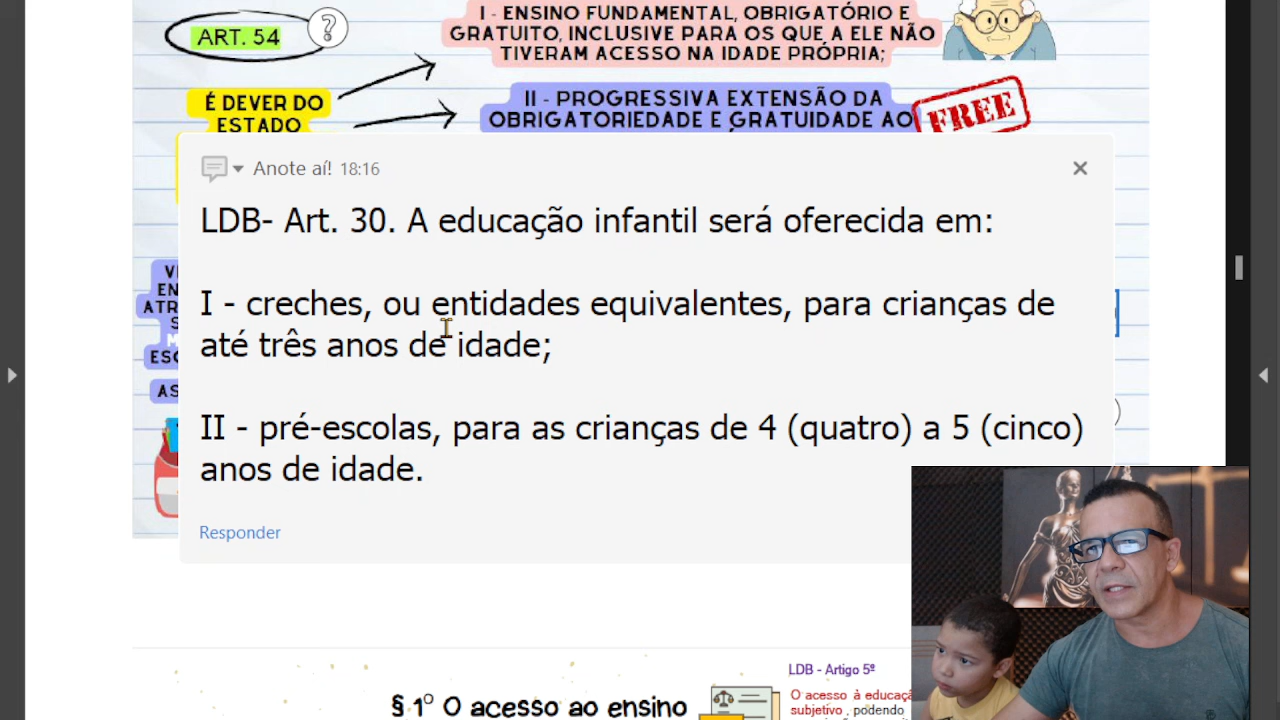 ART. 54
?
I - ENSINO FUNDAMENTAL, OBRIGATÓRIO E
GRATUITO, INCLUSIVE PARA OS QUE A ELE NÃO
TIVERAM ACESSO NA IDADE PRÓPRIA;
É DEVER DO
ESTADO
II - PROGRESSIVA EXTENSÃO DA
OBRIGATORIEDADE E GRATUIDADE AO
FREE
Anote aí! 18:16
LDB- Art. 30. A educação infantil será oferecida em:
I - creches, ou entidades equivalentes, para crianças de
até três anos de idade;
II - pré-escolas, para as crianças de 4 (quatro) a 5 (cinco)
anos de idade.
Responder
LDB - Artigo 5º
§ 1º O acesso ao ensino
O acesso à educaç
subjetivo , podendo